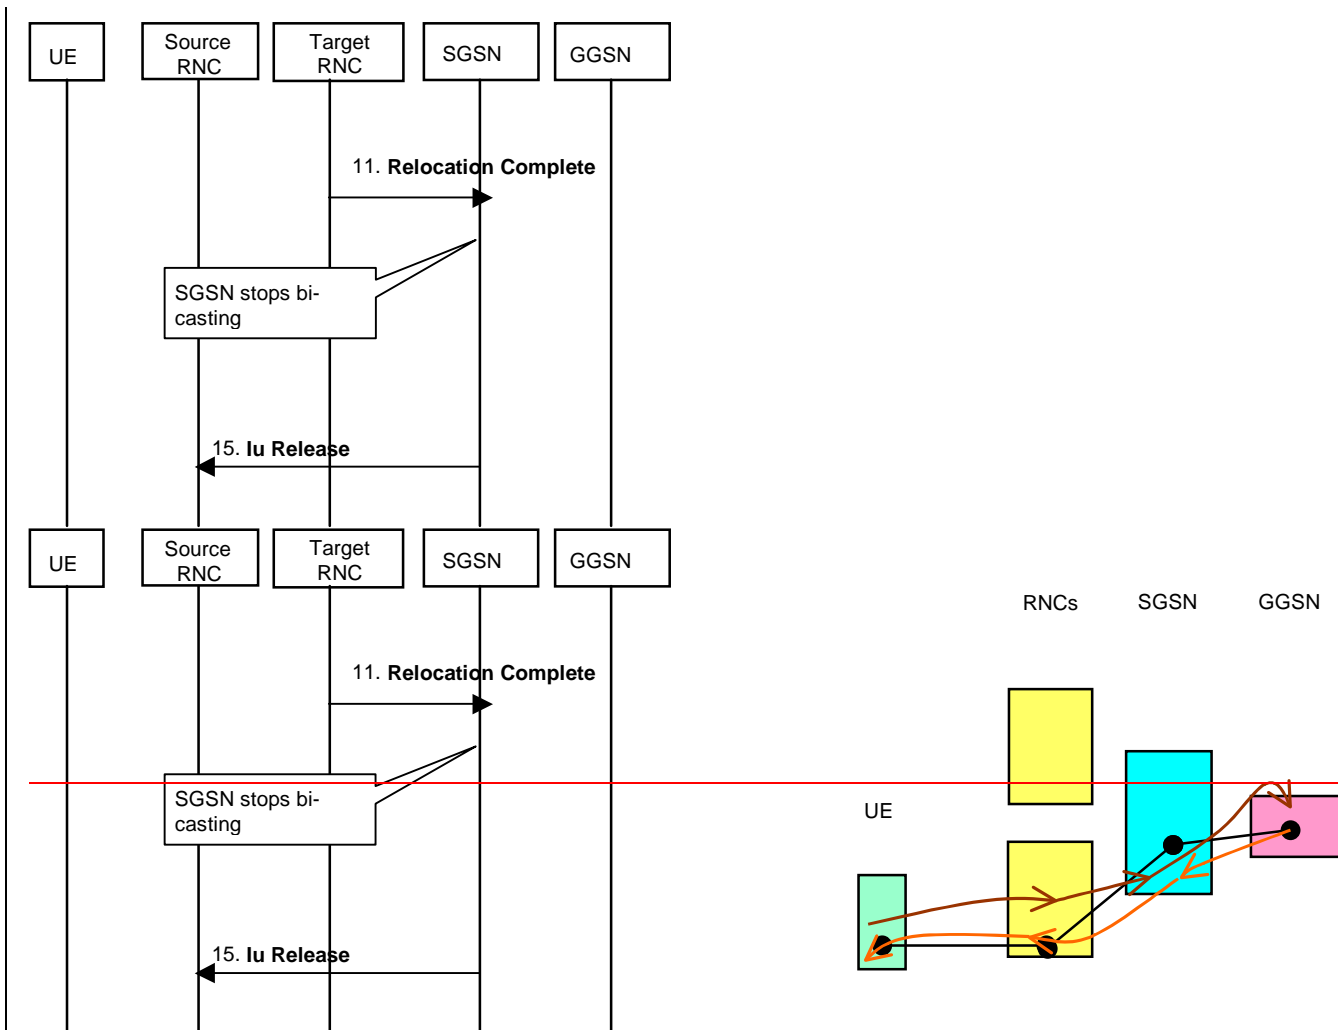 UE
Source
RNC
Target
RNC
SGSN
GGSN
11. Relocation Complete
SGSN stops bi-
casting
15. Iu Release
UE
Source
RNC
Target
RNC
SGSN
GGSN
RNCs
SGSN
GGSN
11. Relocation Complete
SGSN stops bi-
casting
UE
15. Iu Release